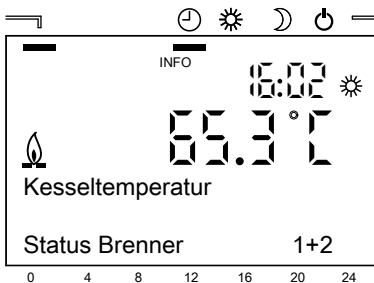 INFO
16:02
65.3 °C
Kesseltemperatur
Status Brenner 1+2
0 4 8 12 16 20 24